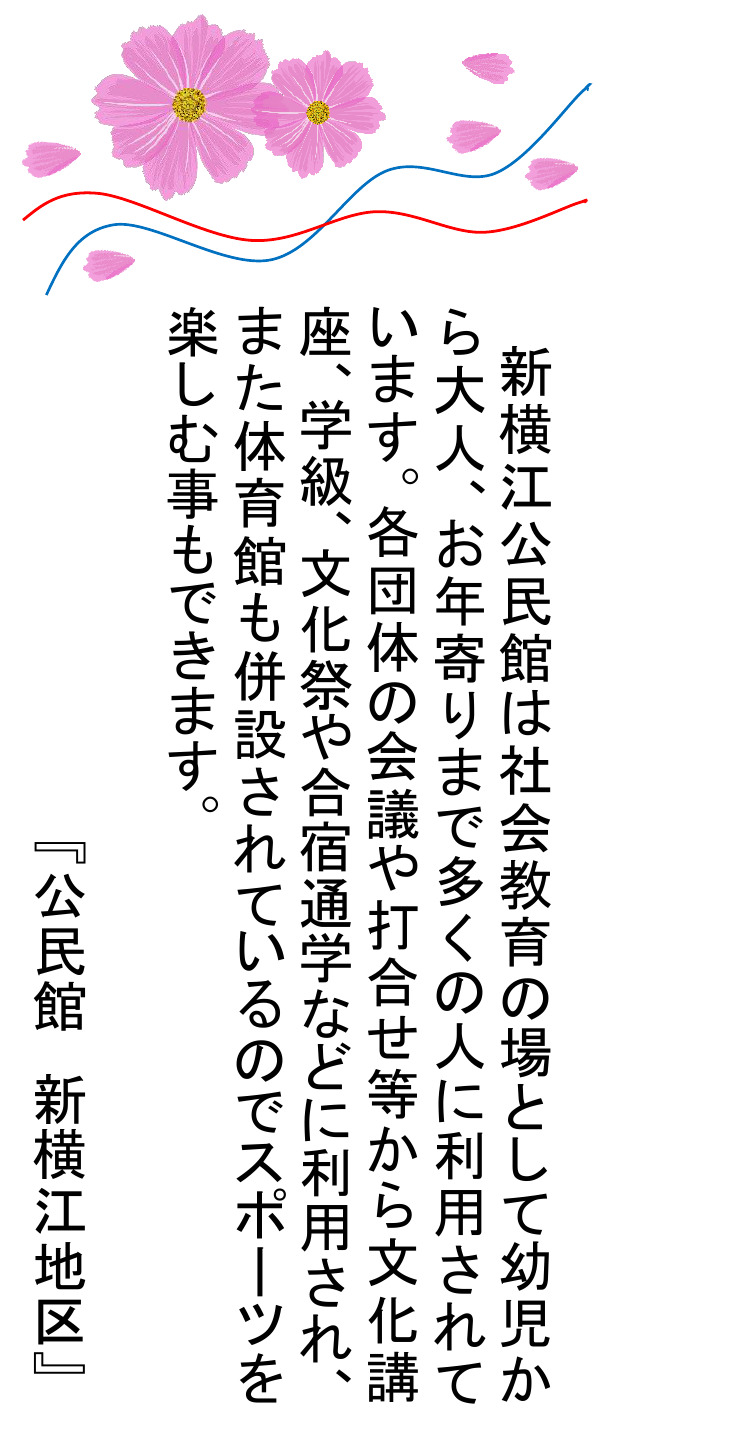 新横江公民館は社会教育の場として幼児か
ら大人、お年寄りまで多くの人に利用されて
います。各団体の会議や打合せ等から文化講
座、学級、文化祭や合宿通学などに利用され、
また体育館も併設されているのでスポーツを
楽しむ事もできます。
『公民館　新横江地区』